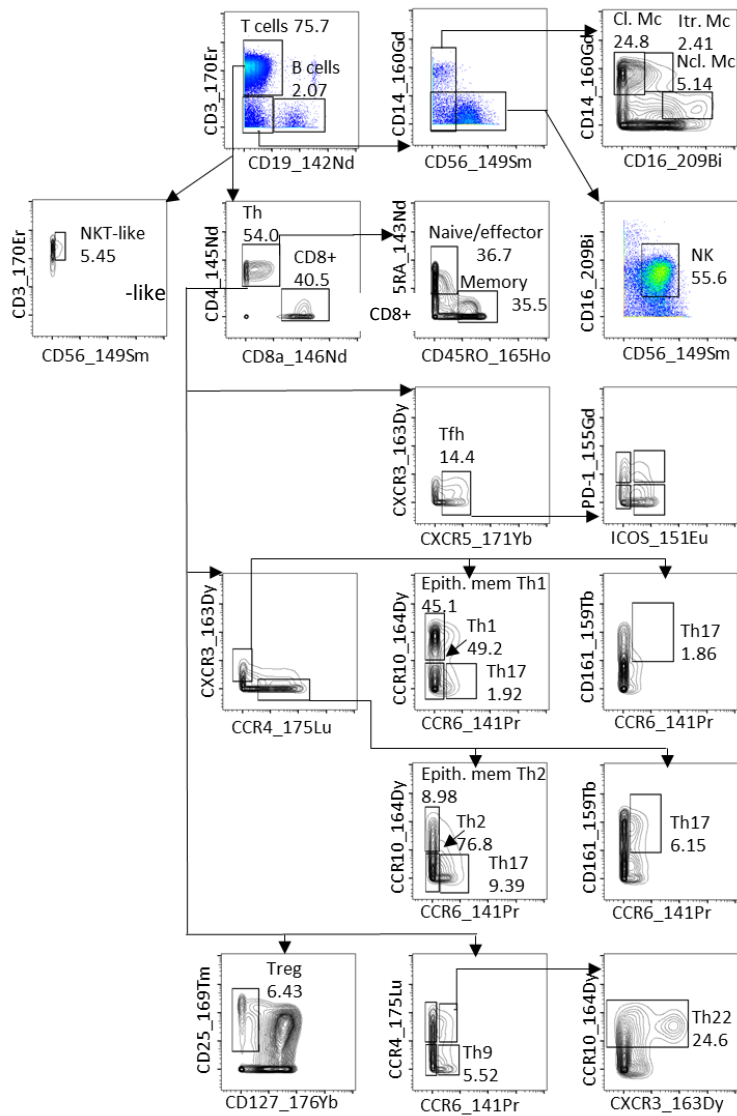 T cells 75.7
B cells
2.07
CD3_170Er
CD19_142Nd
CD14_160Gd
CD56_149Sm
Cl. Mc
24.8
Itr. Mc
2.41
Ncl. Mc
5.14
CD14_160Gd
CD16_209Bi
NKT-like
5.45
-like
CD3_170Er
CD56_149Sm
Th
54.0
CD8+
40.5
CD4_145Nd
CD8a_146Nd
Naive/effector
36.7
Memory
35.5
5RA_143Nd
CD8+
CD45RO_165Ho
NK
55.6
CD16_209Bi
CD56_149Sm
Tfh
14.4
CXCR3_163Dy
CXCR5_171Yb
PD-1_155Gd
ICOS_151Eu
CXCR3_163Dy
CCR4_175Lu
Epith. mem Th1
45.1
Th1
49.2
Th17
1.92
CCR10_164Dy
CCR6_141Pr
Th17
1.86
CD161_159Tb
CCR6_141Pr
Epith. mem Th2
8.98
Th2
76.8
Th17
9.39
CCR10_164Dy
CCR6_141Pr
Th17
6.15
CD161_159Tb
CCR6_141Pr
Treg
6.43
CD25_169Tm
CD127_176Yb
Th9
5.52
CCR4_175Lu
CCR6_141Pr
Th22
24.6
CCR10_164Dy
CXCR3_163Dy